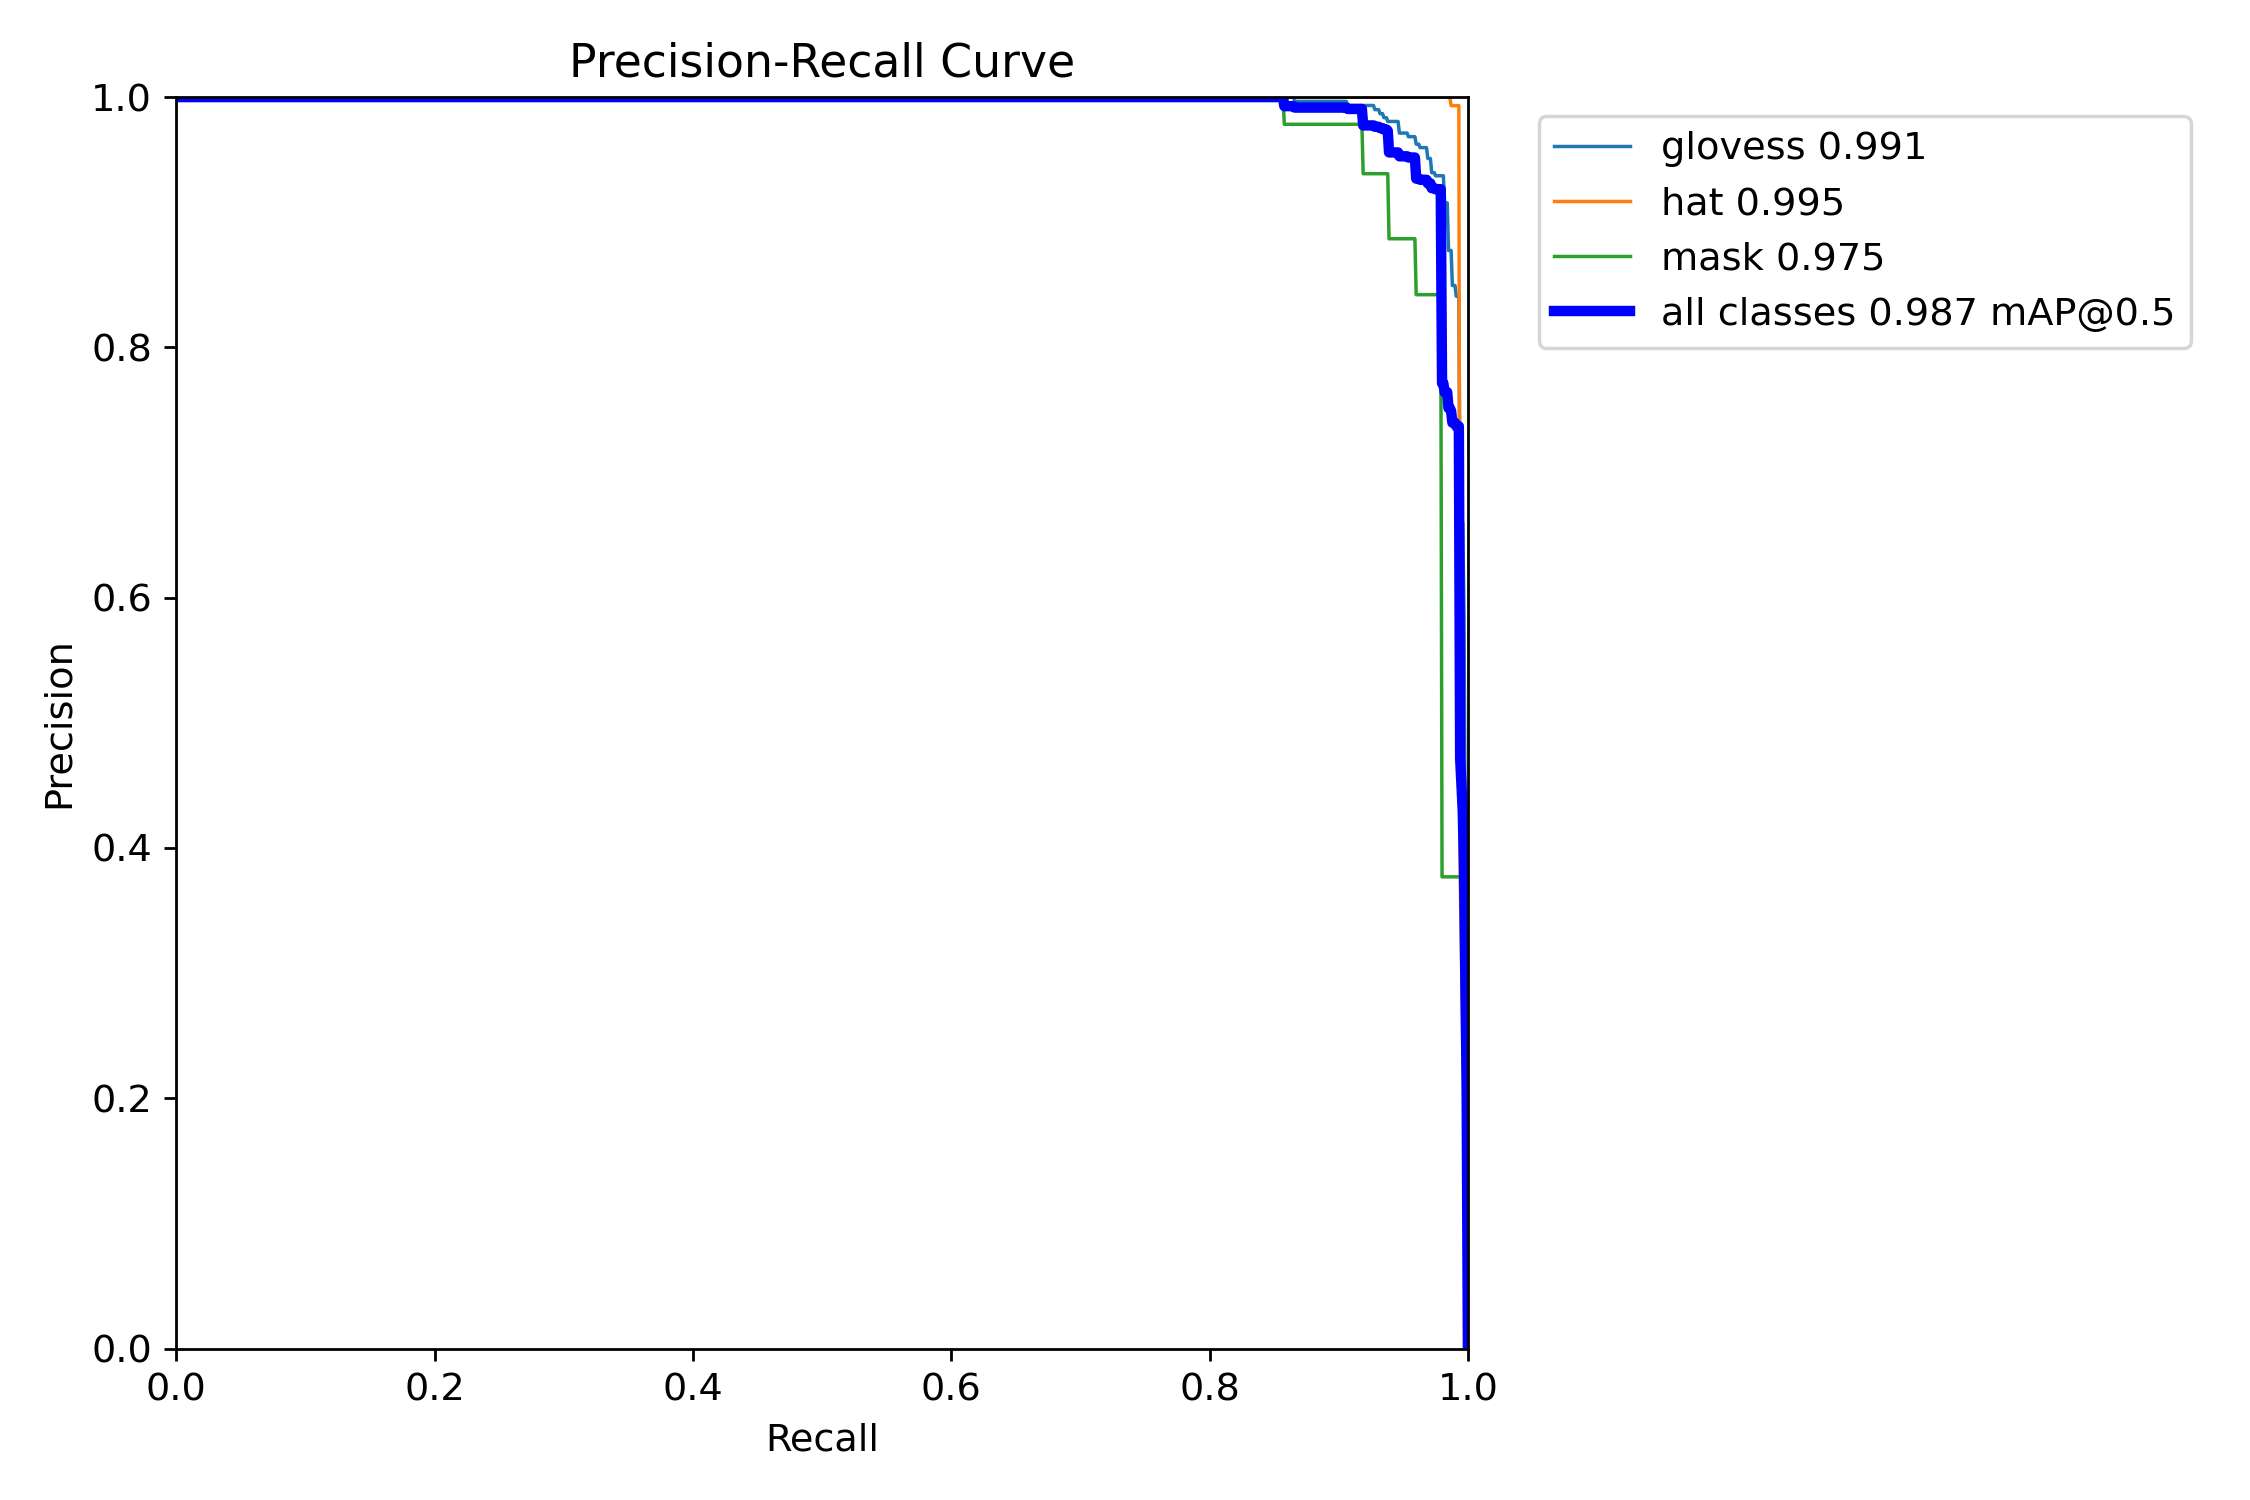 Precision-Recall Curve
1.0
0.8
0.6
0.4
0.2
0.0
Precision
0.0 0.2 0.4 0.6 0.8 1.0
Recall
glovess 0.991
hat 0.995
mask 0.975
all classes 0.987 mAP@0.5